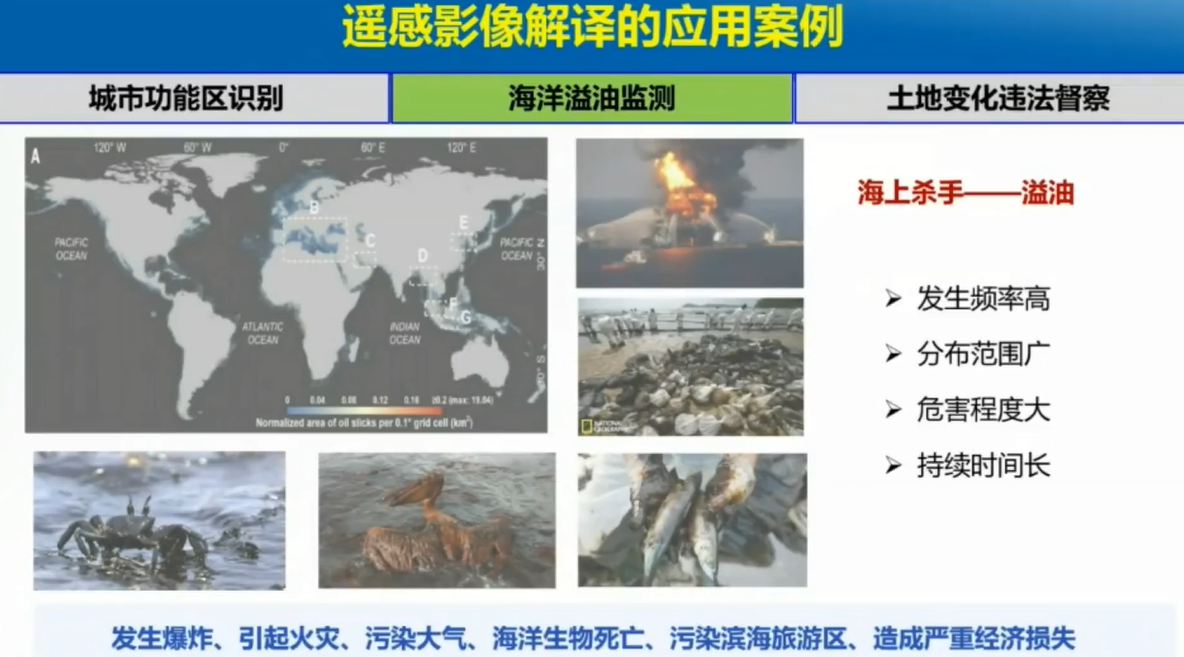 遥感影像解译的应用案例
城市功能区识别
海洋溢油监测
土地变化违法督察
A
120° W 60° W 0° 60° E 120° E
B
C
D
E
F
G
PACIFIC
OCEAN
PACIFIC
OCEAN
30° N
ATLANTIC
OCEAN
INDIAN
OCEAN
0 0.04 0.08 0.12 0.16 ≥0.2 (max: 19.04)
Normalized area of oil slicks per 0.1° grid cell (km²)
NATIONAL
GEOGRAPHIC
海上杀手——溢油
➢ 发生频率高
➢ 分布范围广
➢ 危害程度大
➢ 持续时间长
发生爆炸、引起火灾、污染大气、海洋生物死亡、污染滨海旅游区、造成严重经济损失